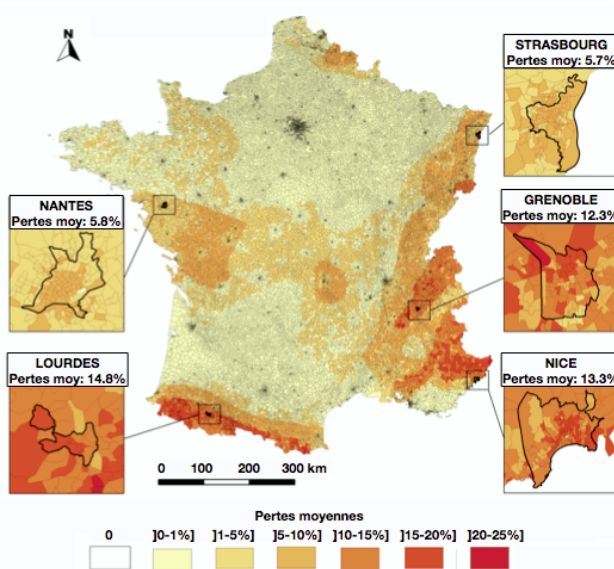 N
STRASBOURG
Pertes moy: 5.7%
NANTES
Pertes moy: 5.8%
GRENOBLE
Pertes moy: 12.3%
LOURDES
Pertes moy: 14.8%
NICE
Pertes moy: 13.3%
0 100 200 300 km
Pertes moyennes
0 ]0-1%] ]1-5%] ]5-10%] ]10-15%] ]15-20%] ]20-25%]